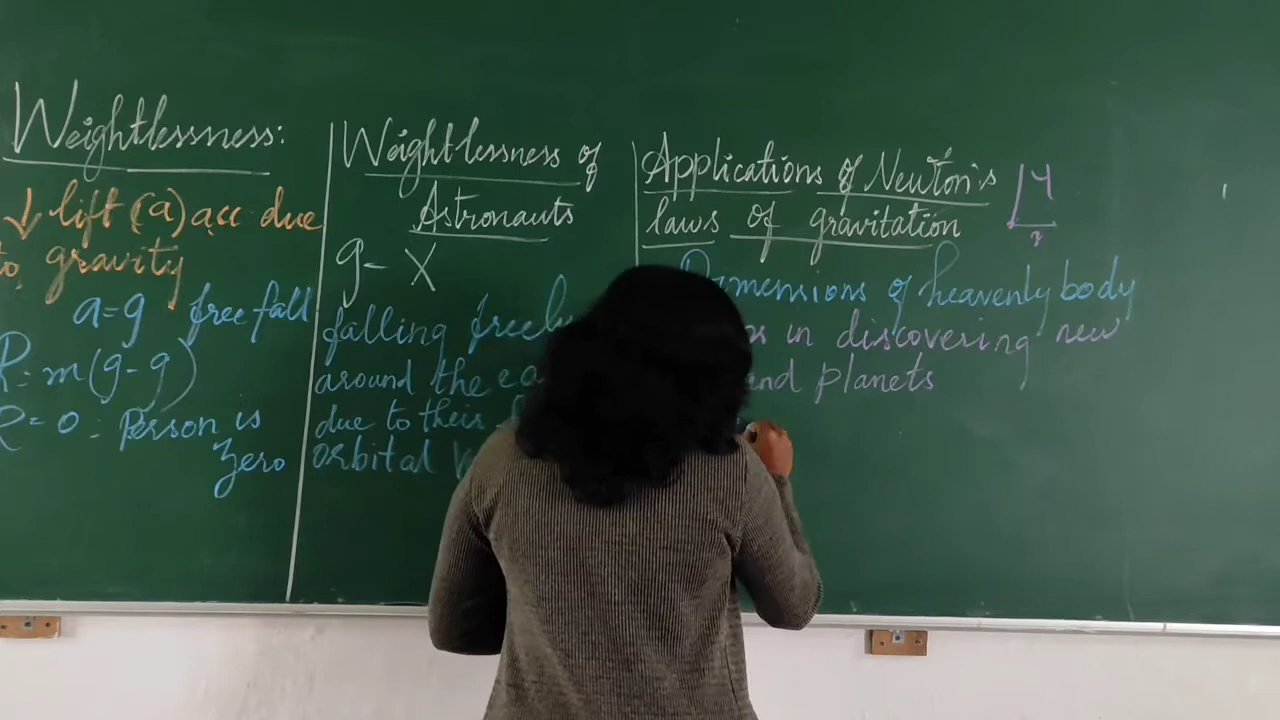 Weightlessness:
↓ lift (a) acc due
to gravity
a=g free fall
R=m(g-g)
R=0 = Person is
zero
Weightlessness of
Astronauts
g- X
falling freely
around the
due to their
orbital
Applications of Newton's
laws of gravitation
Dimensions of heavenly body
in discovering new
and planets